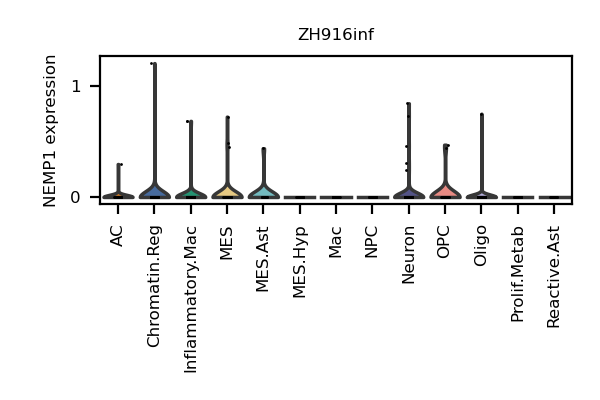 ZH916inf
NEMP1 expression
1
0
AC
Chromatin.Reg
Inflammatory.Mac
MES
MES.Ast
MES.Hyp
Mac
NPC
Neuron
OPC
Oligo
Prolif.Metab
Reactive.Ast